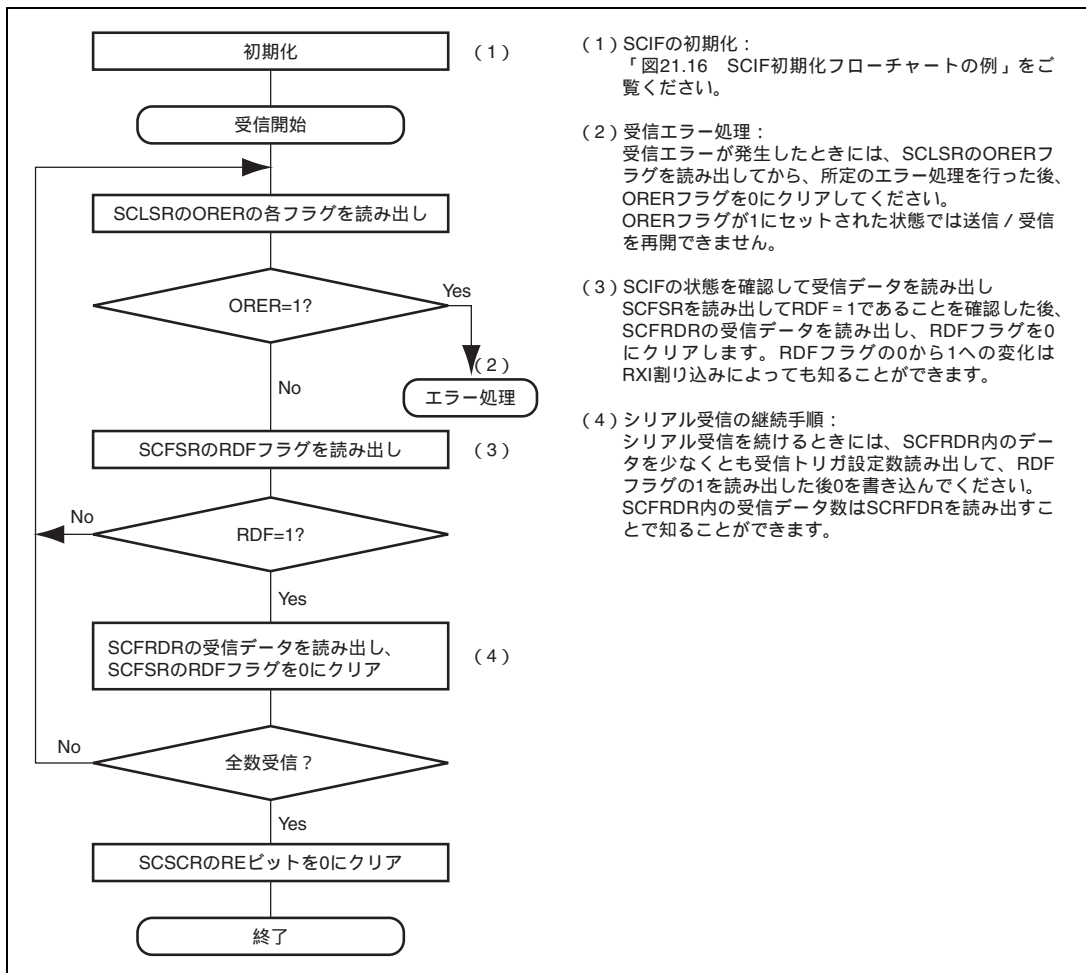 初期化
（1）
受信開始
SCLSRのORERの各フラグを読み出し
ORER=1?
Yes
（2）
エラー処理
No
SCFSRのRDFフラグを読み出し
（3）
No
RDF=1?
Yes
SCFRDRの受信データを読み出し、
SCFSRのRDFフラグを0にクリア
（4）
No
全数受信？
Yes
SCSCRのREビットを0にクリア
終了
（1）SCIFの初期化：
「図21.16　SCIF初期化フローチャートの例」をご
覧ください。
（2）受信エラー処理：
受信エラーが発生したときには、SCLSRのORERフ
ラグを読み出してから、所定のエラー処理を行った後、
ORERフラグを0にクリアしてください。
ORERフラグが1にセットされた状態では送信／受信
を再開できません。
（3）SCIFの状態を確認して受信データを読み出し
SCFSRを読み出してRDF = 1であることを確認した後、
SCFRDRの受信データを読み出し、RDFフラグを0
にクリアします。RDFフラグの0から1への変化は
RXI割り込みによっても知ることができます。
（4）シリアル受信の継続手順：
シリアル受信を続けるときには、SCFRDR内のデー
タを少なくとも受信トリガ設定数読み出して、RDF
フラグの1を読み出した後0を書き込んでください。
SCFRDR内の受信データ数はSCRFDRを読み出すこ
とで知ることができます。